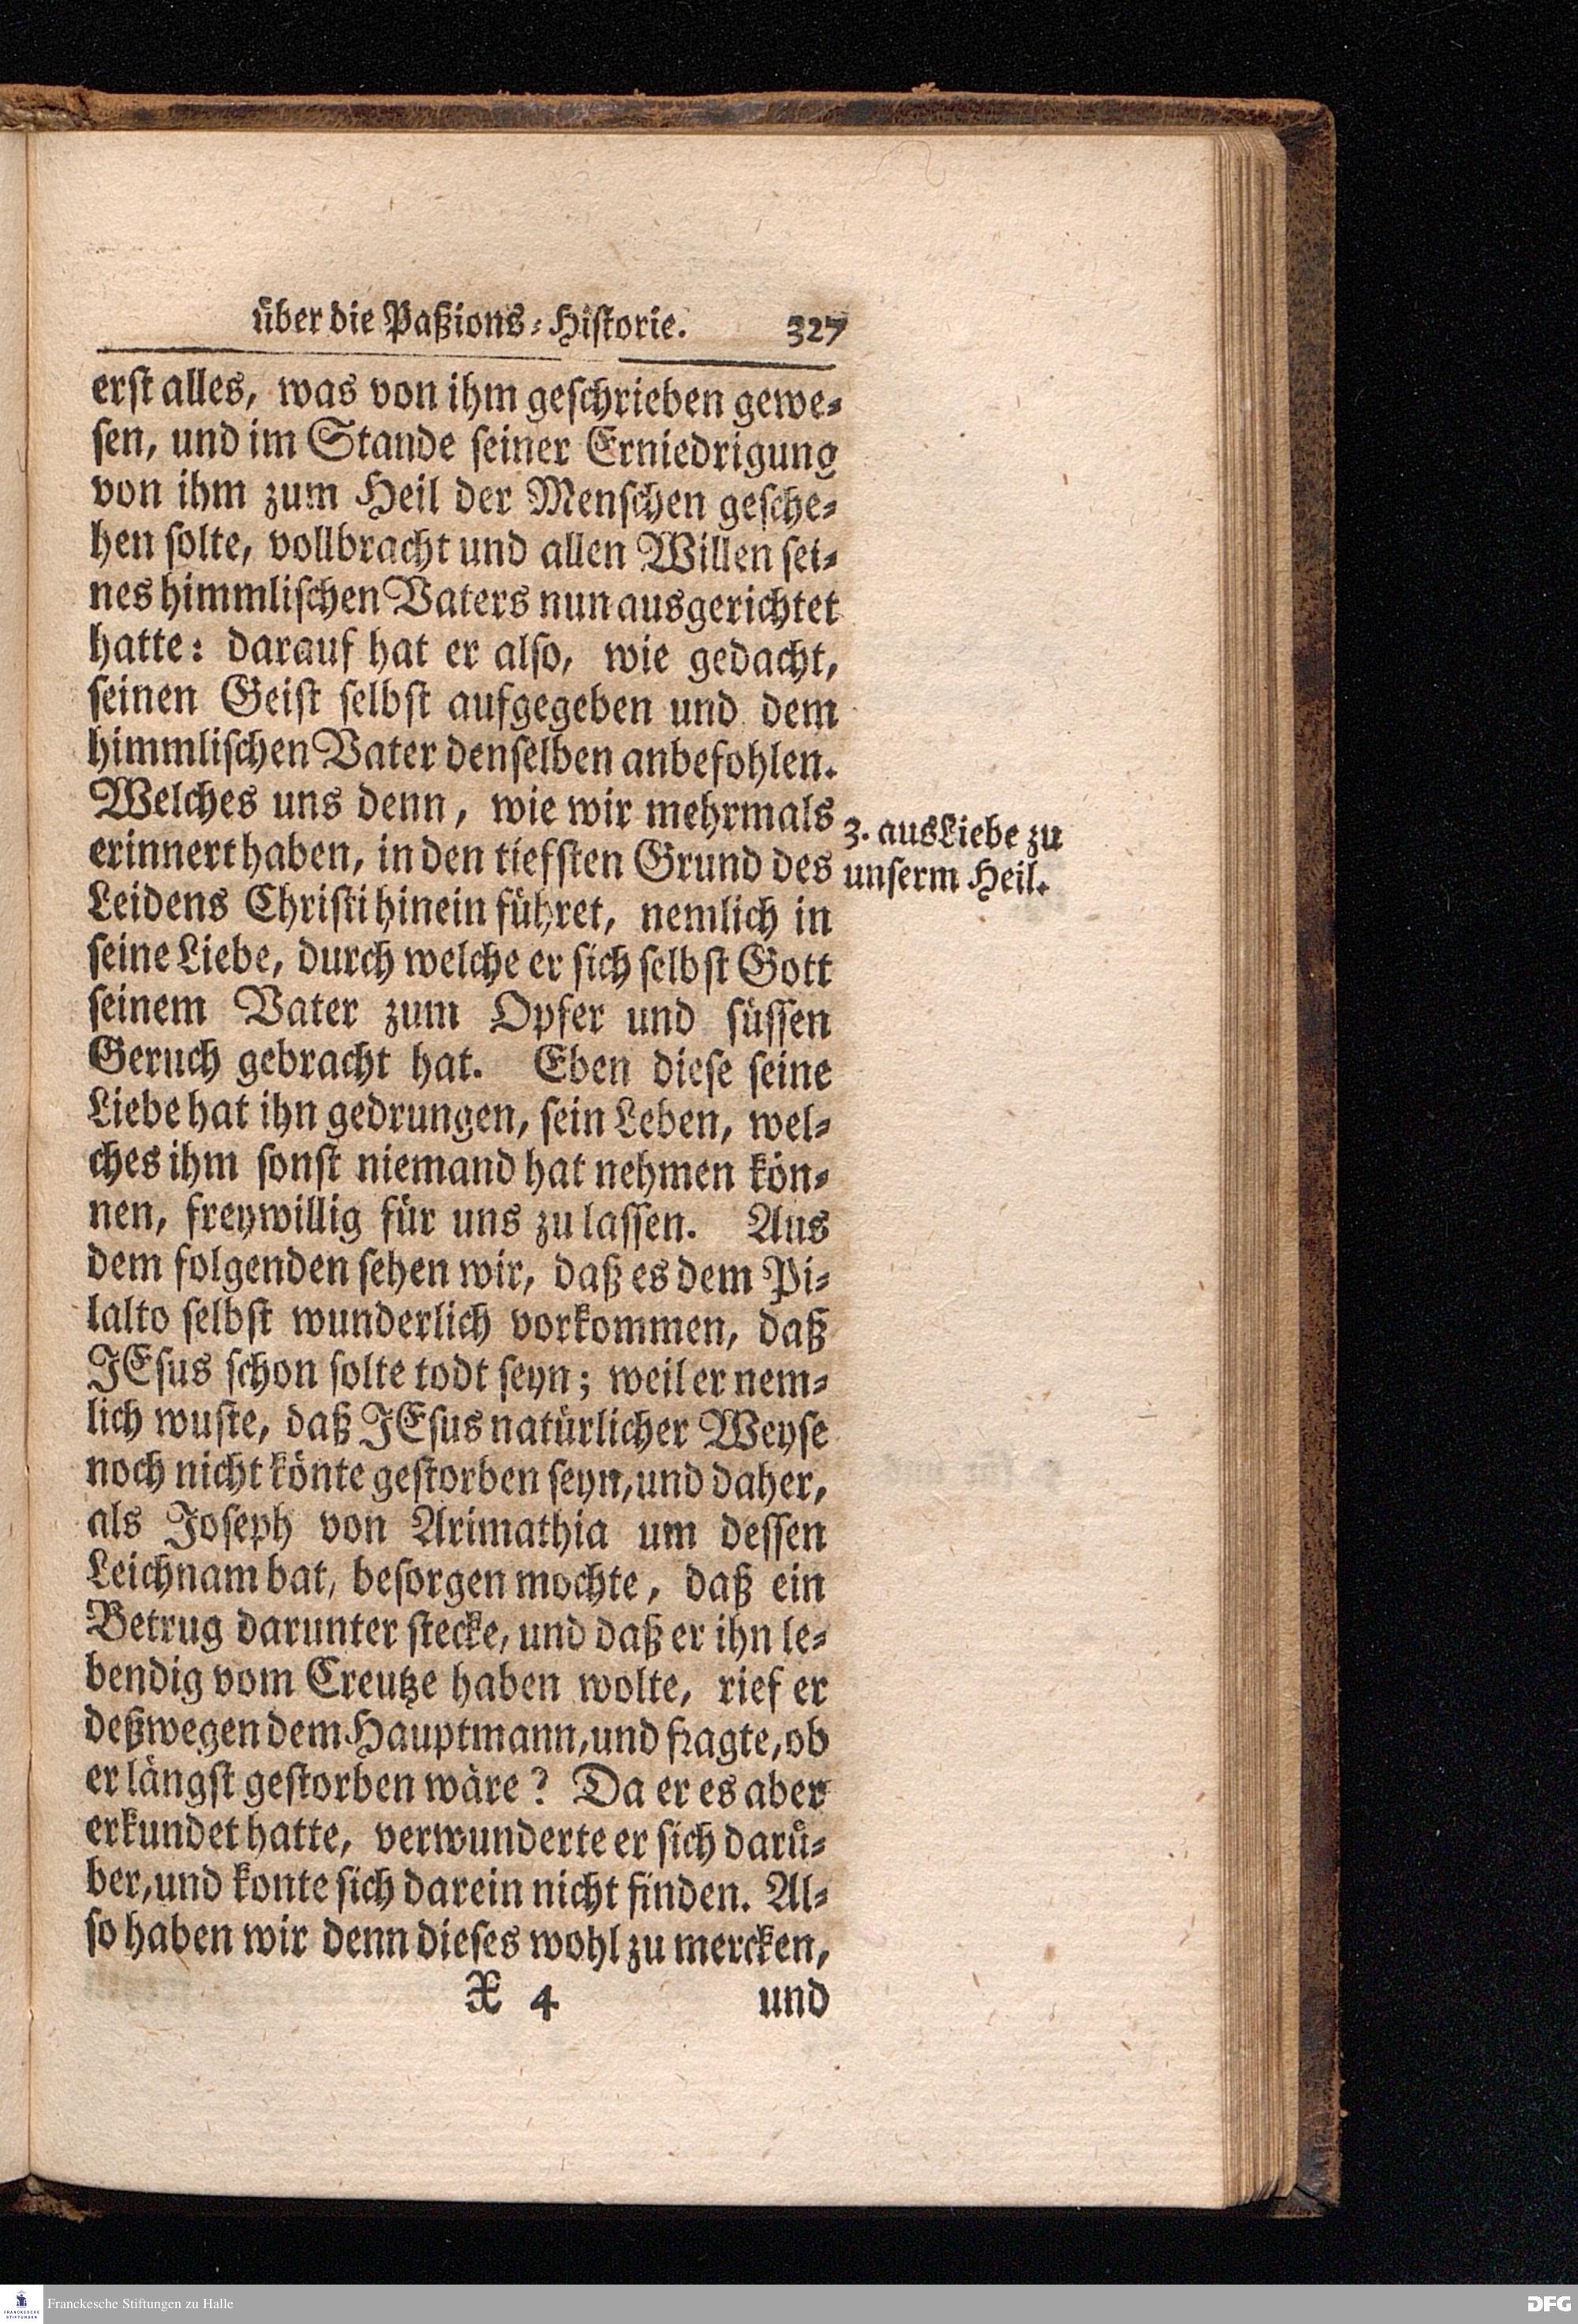 über die Paßions-Historie. 327
erst alles, was von ihm geschrieben gewe-
sen, und im Stande seiner Erniedrigung
von ihm zum Heil der Menschen gesche-
hen solte, vollbracht und allen Willen sei-
nes himmlischen Vaters nun ausgerichtet
hatte: darauf hat er also, wie gedacht,
seinen Geist selbst aufgegeben und dem
himmlischen Vater denselben anbefohlen.
Welches uns denn, wie wir mehrmals
erinnert haben, in den tiefsten Grund des
Leidens Christi hinein führet, nemlich in
seine Liebe, durch welche er sich selbst Gott
seinem Vater zum Opfer und süssen
Geruch gebracht hat. Eben diese seine
Liebe hat ihn gedrungen, sein Leben, wel-
ches ihm sonst niemand hat nehmen kön-
nen, freywillig für uns zu lassen. Aus
dem folgenden sehen wir, daß es dem Pi-
lalto selbst wunderlich vorkommen, daß
JEsus schon solte todt seyn; weil er nem-
lich wuste, daß JEsus natürlicher Weyse
noch nicht könte gestorben seyn, und daher,
als Joseph von Arimathia um dessen
Leichnam bat, besorgen mochte, daß ein
Betrug darunter stecke, und daß er ihn le-
bendig vom Creutze haben wolte, rief er
deßwegen dem Hauptmann, und fragte, ob
er längst gestorben wäre? Da er es aber
erkundet hatte, verwunderte er sich darü-
ber, und konte sich darein nicht finden. Al-
so haben wir denn dieses wohl zu mercken,
X 4 und
3. aus Liebe zu
unserm Heil.
Franckesche Stiftungen zu Halle
DFG